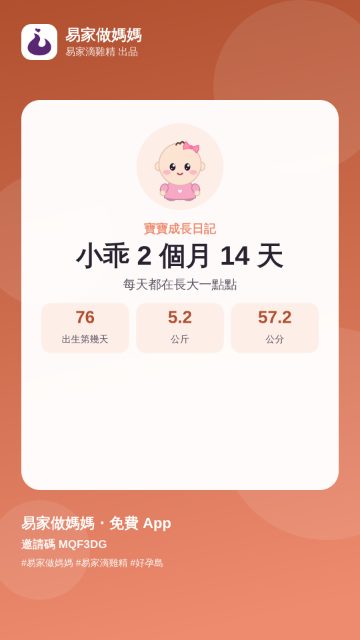 易家做媽媽
易家滴雞精 出品
寶寶成長日記
小乖 2 個月 14 天
每天都在長大一點點
76
出生第幾天
5.2
公斤
57.2
公分
易家做媽媽・免費 App
邀請碼 MQF3DG
#易家做媽媽 #易家滴雞精 #好孕島